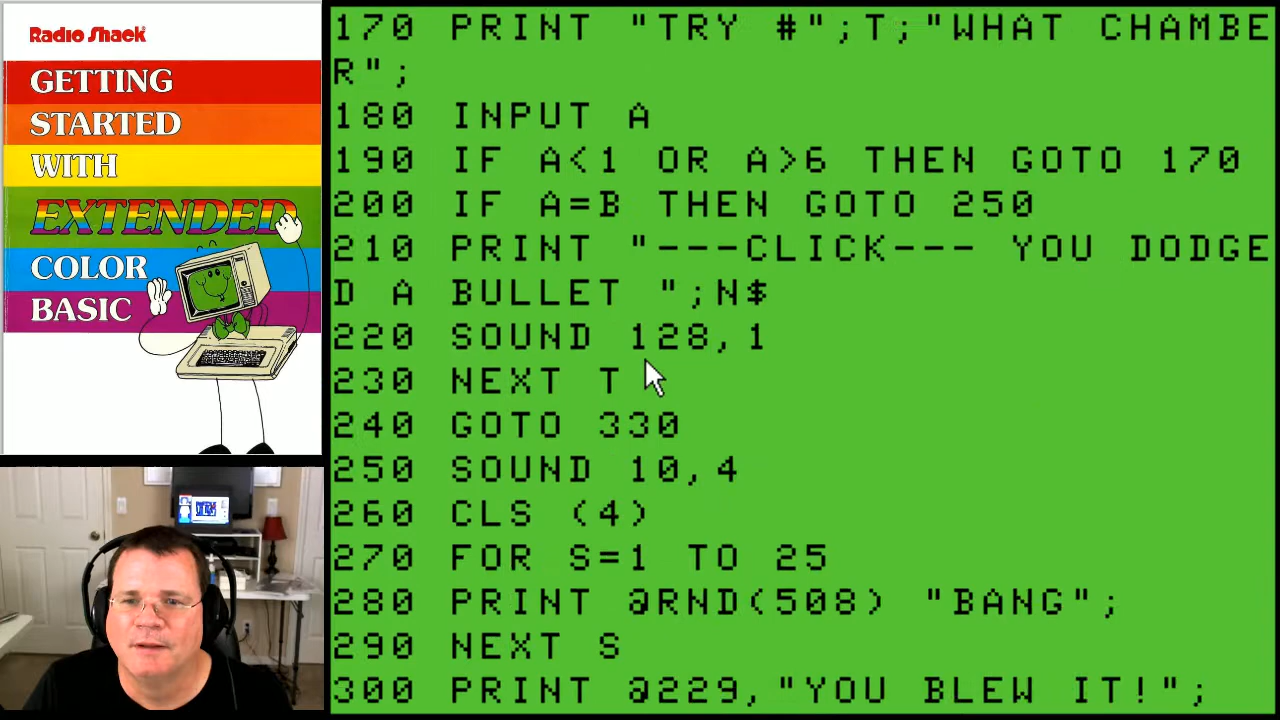 Radio Shaek
GETTING
STARTED
WITH
EXTENDED
COLOR
BASIC
170 PRINT "TRY #";T;"WHAT CHAMBE
R";
180 INPUT A
190 IF A<1 OR A>6 THEN GOTO 170
200 IF A=B THEN GOTO 250
210 PRINT "---CLICK--- YOU DODGE
D A BULLET ";N$
220 SOUND 128,1
230 NEXT T
240 GOTO 330
250 SOUND 10,4
260 CLS (4)
270 FOR S=1 TO 25
280 PRINT @RND(508) "BANG";
290 NEXT S
300 PRINT @229,"YOU BLEW IT!";